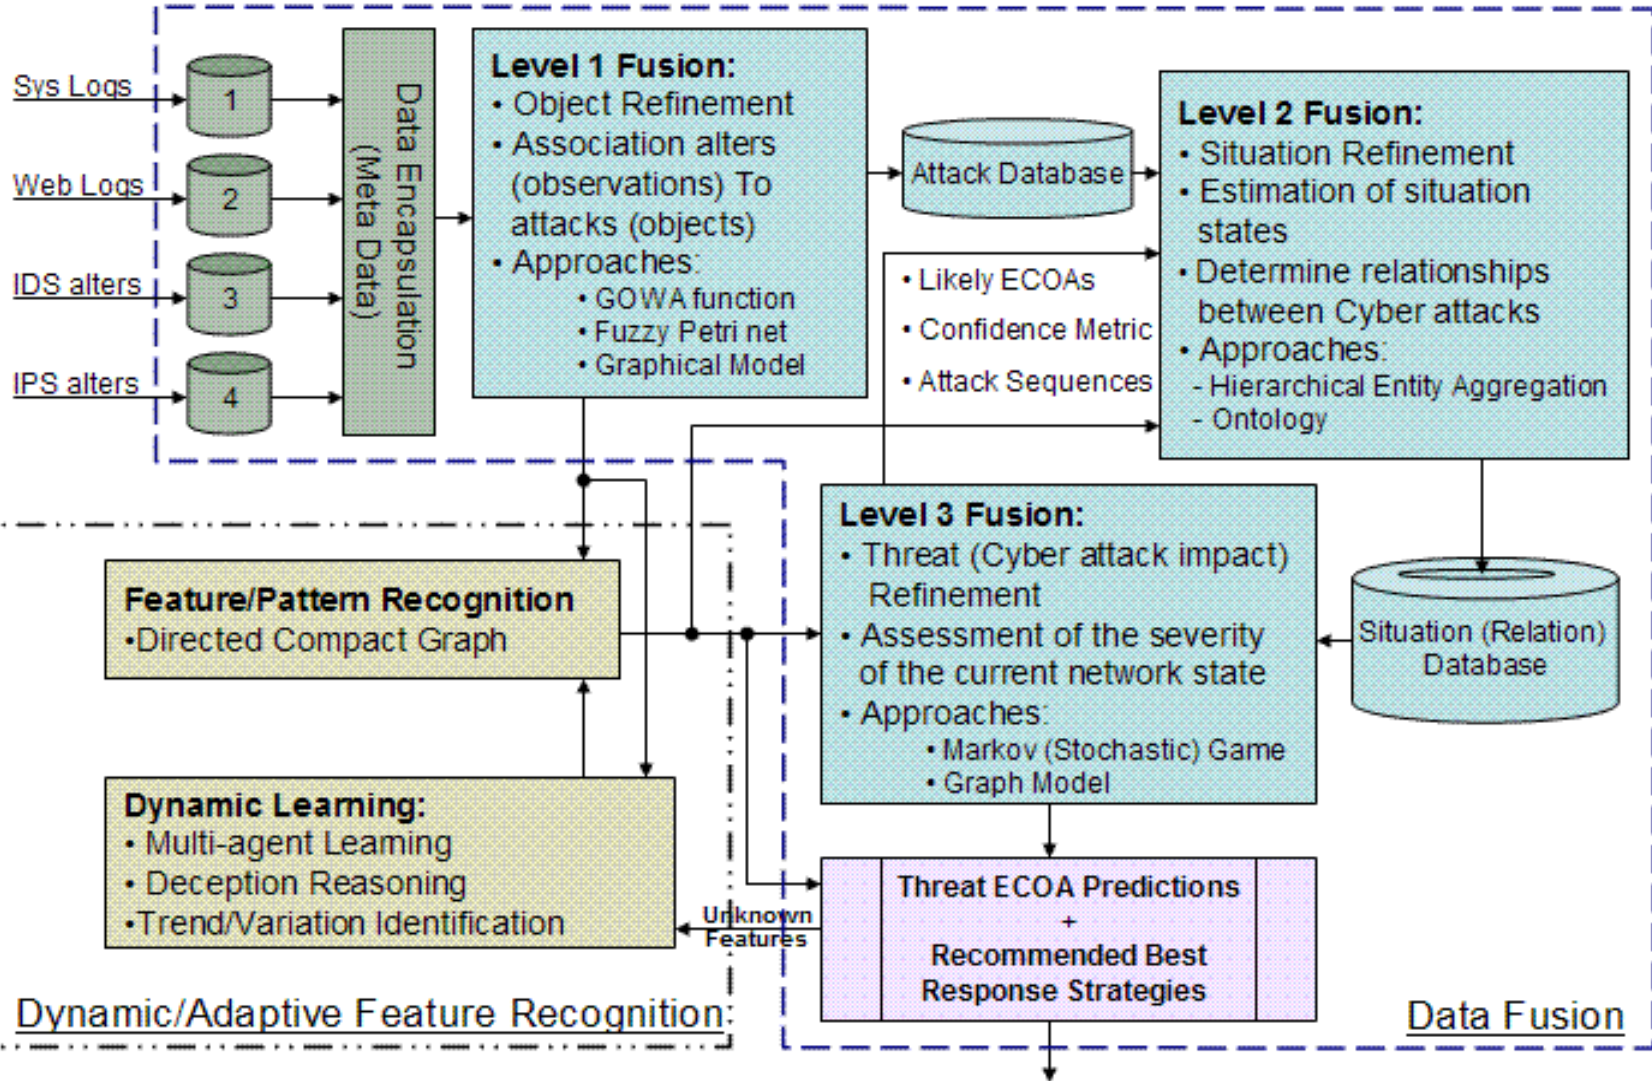 Sys Logs
Web Logs
IDS alters
IPS alters
1
2
3
4
Data Encapsulation
(Meta Data)
Level 1 Fusion:
• Object Refinement
• Association alters
(observations) To
attacks (objects)
• Approaches:
• GOWA function
• Fuzzy Petri net
• Graphical Model
Attack Database
Level 2 Fusion:
• Situation Refinement
• Estimation of situation
states
• Determine relationships
between Cyber attacks
• Approaches:
- Hierarchical Entity Aggregation
- Ontology
• Likely ECOAs
• Confidence Metric
• Attack Sequences
Level 3 Fusion:
• Threat (Cyber attack impact)
Refinement
• Assessment of the severity
of the current network state
• Approaches:
• Markov (Stochastic) Game
• Graph Model
Situation (Relation)
Database
Feature/Pattern Recognition
•Directed Compact Graph
Dynamic Learning:
• Multi-agent Learning
• Deception Reasoning
•Trend/Variation Identification
Unknown
Features
Threat ECOA Predictions
+
Recommended Best
Response Strategies
Dynamic/Adaptive Feature Recognition
Data Fusion